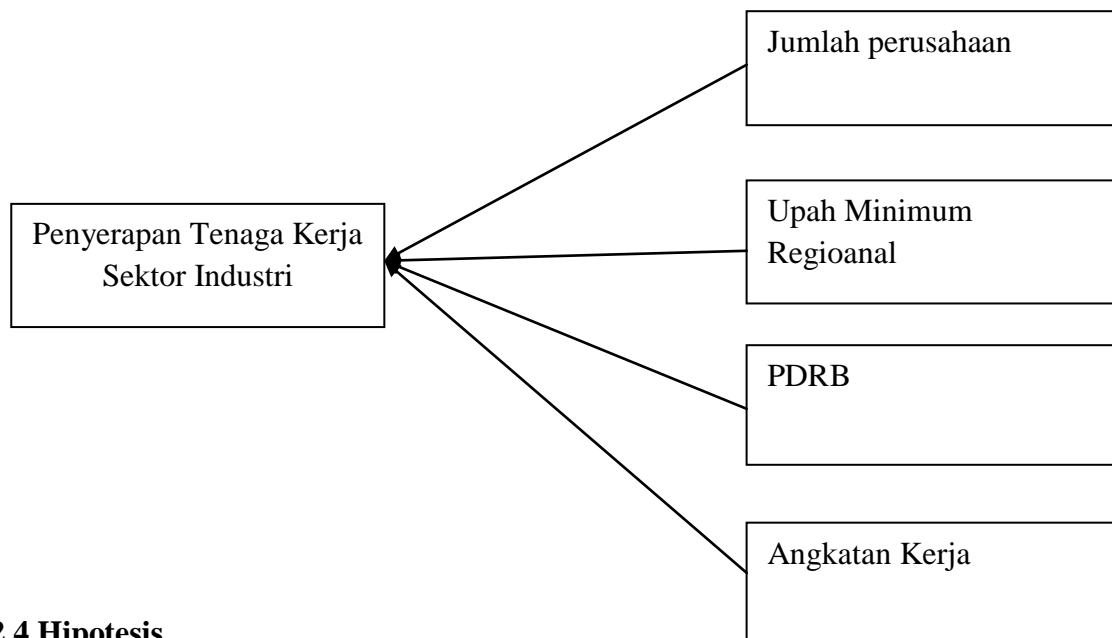 Jumlah perusahaan
Penyerapan Tenaga Kerja
Sektor Industri
Upah Minimum
Regioanal
PDRB
Angkatan Kerja
2.4 Hipotesis